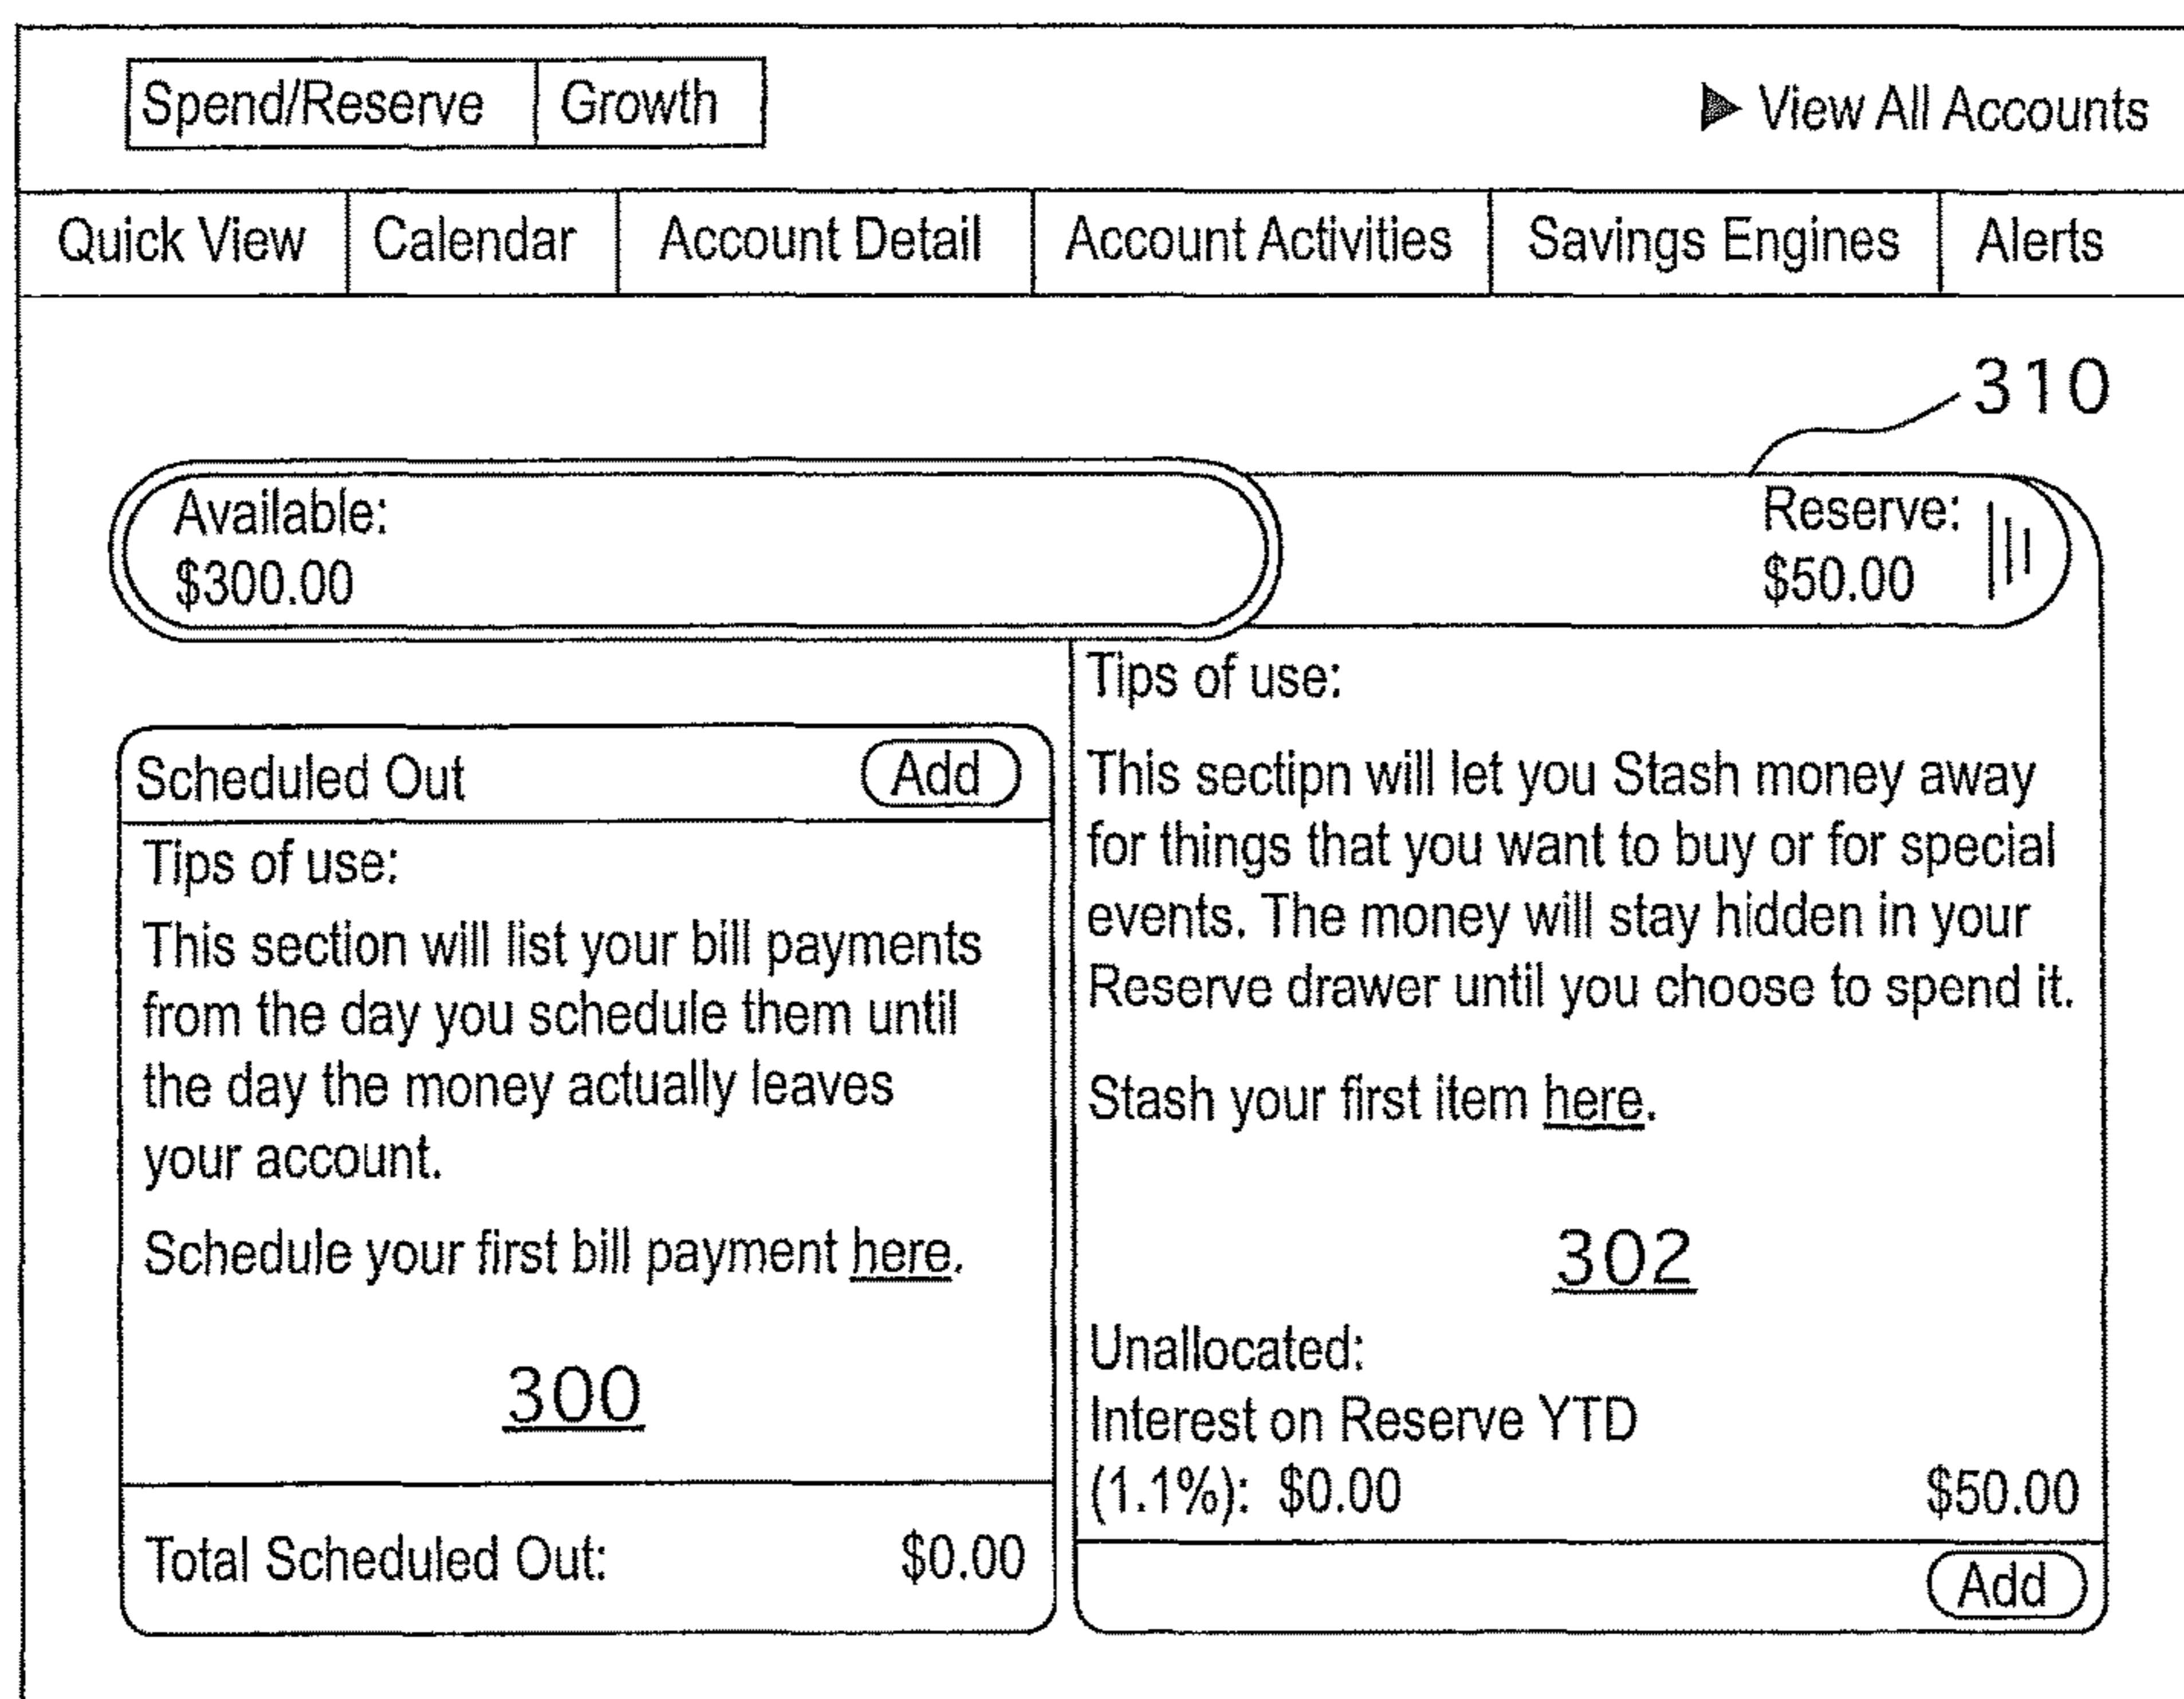 Spend/Reserve Growth
▶ View All Accounts
Quick View Calendar Account Detail Account Activities Savings Engines Alerts
310
Available:
$300.00
Reserve:
$50.00
Scheduled Out Add
Tips of use:
This section will list your bill payments
from the day you schedule them until
the day the money actually leaves
your account.
Schedule your first bill payment here.
300
Total Scheduled Out: $0.00
Tips of use:
This sectipn will let you Stash money away
for things that you want to buy or for special
events. The money will stay hidden in your
Reserve drawer until you choose to spend it.
Stash your first item here.
302
Unallocated:
Interest on Reserve YTD
(1.1%): $0.00 $50.00
Add